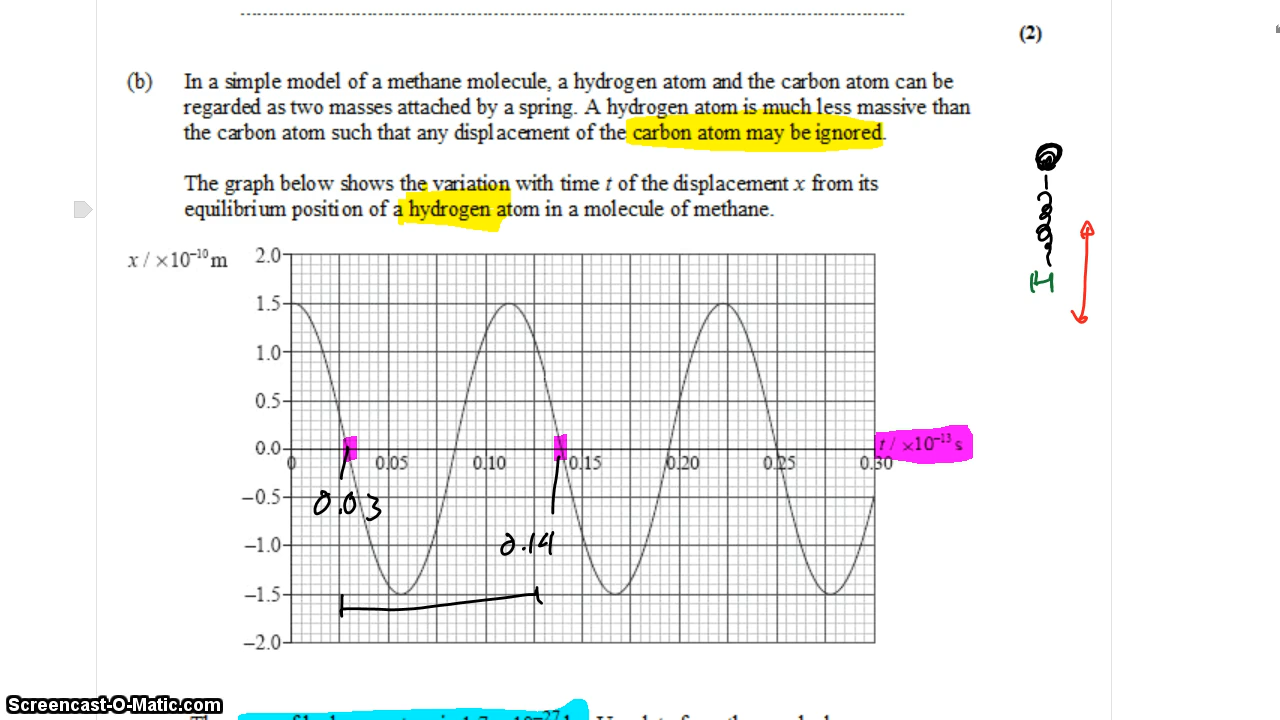 (2)
(b) In a simple model of a methane molecule, a hydrogen atom and the carbon atom can be
regarded as two masses attached by a spring. A hydrogen atom is much less massive than
the carbon atom such that any displacement of the carbon atom may be ignored.
The graph below shows the variation with time t of the displacement x from its
equilibrium position of a hydrogen atom in a molecule of methane.
x / ×10⁻¹⁰ m
2.0
1.5
1.0
0.5
0.0
−0.5
−1.0
−1.5
−2.0
0 0.05 0.10 0.15 0.20 0.25 0.30
t / ×10⁻¹³ s
0.03
0.14
H
Screencast-O-Matic.com